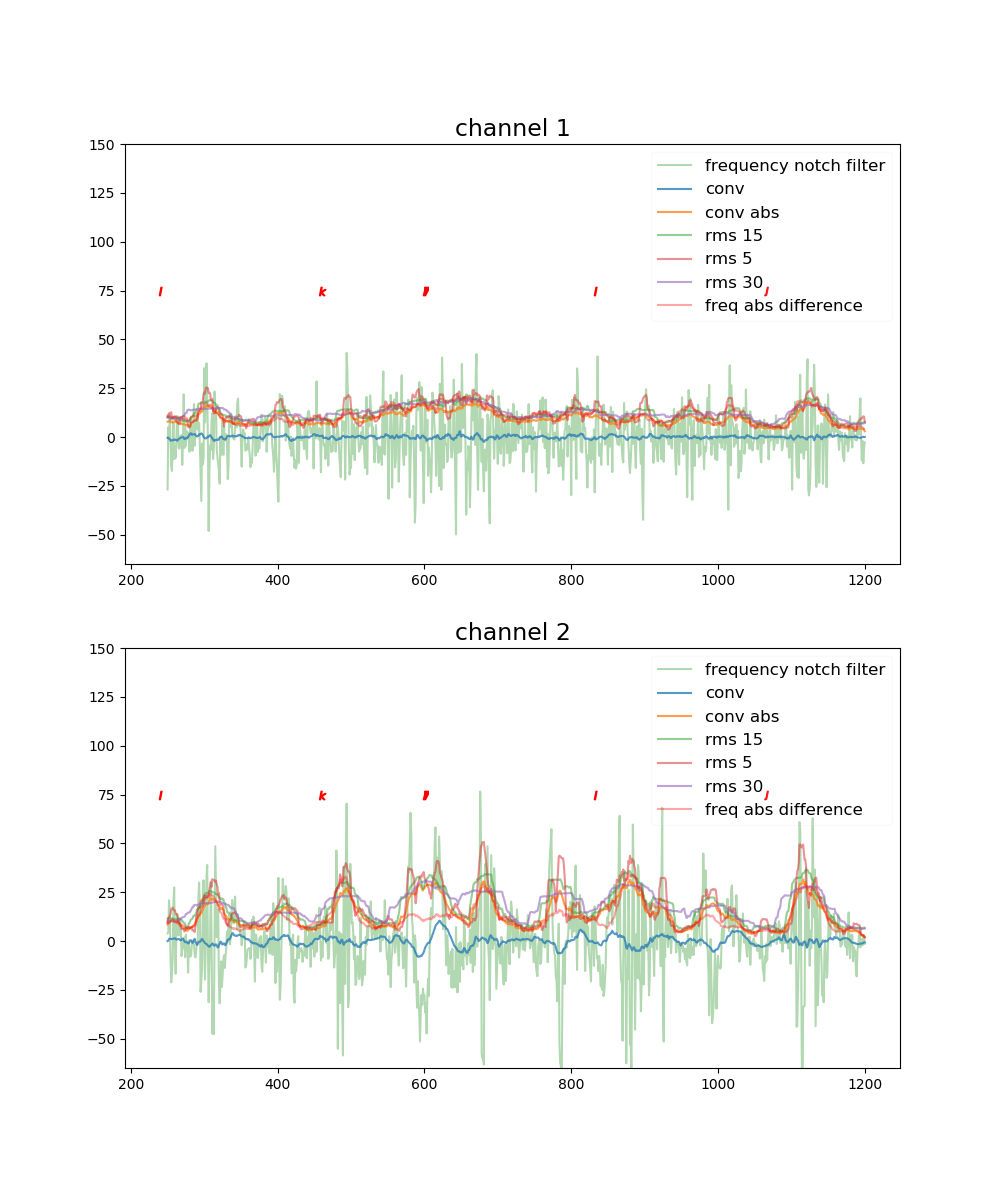 channel 1
150
125
100
75
50
25
0
−25
−50
200 400 600 800 1000 1200
frequency notch filter
conv
conv abs
rms 15
rms 5
rms 30
freq abs difference
l k l l
channel 2
150
125
100
75
50
25
0
−25
−50
200 400 600 800 1000 1200
frequency notch filter
conv
conv abs
rms 15
rms 5
rms 30
freq abs difference
l k l l